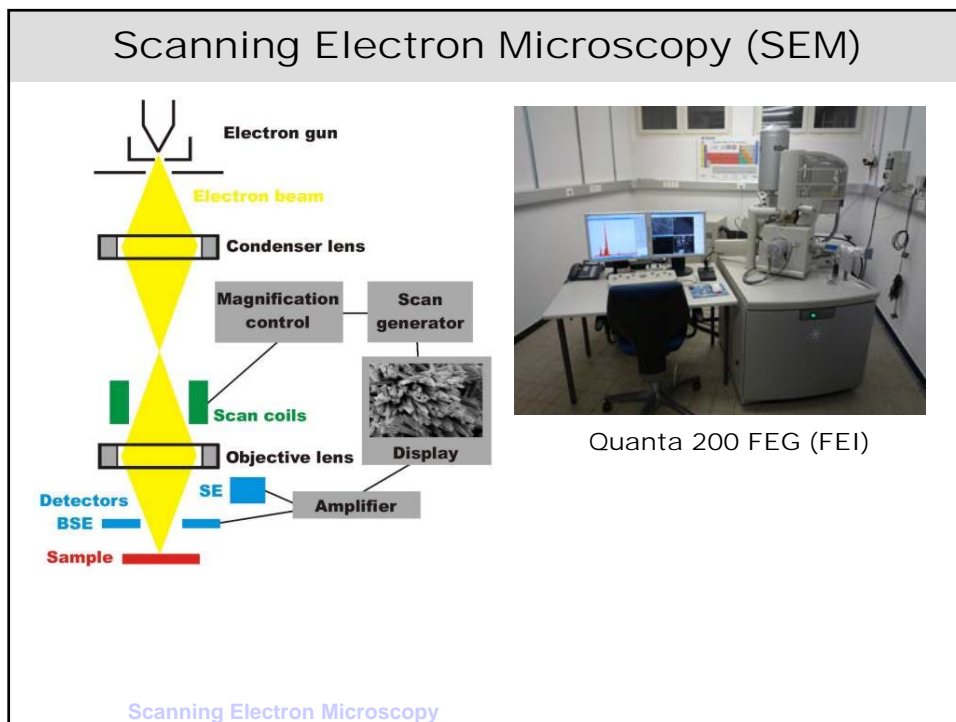 Scanning Electron Microscopy (SEM)
Electron gun
Electron beam
Condenser lens
Magnification
control
Scan
generator
Scan coils
Display
Objective lens
SE
Detectors
BSE
Amplifier
Sample
Quanta 200 FEG (FEI)
Scanning Electron Microscopy